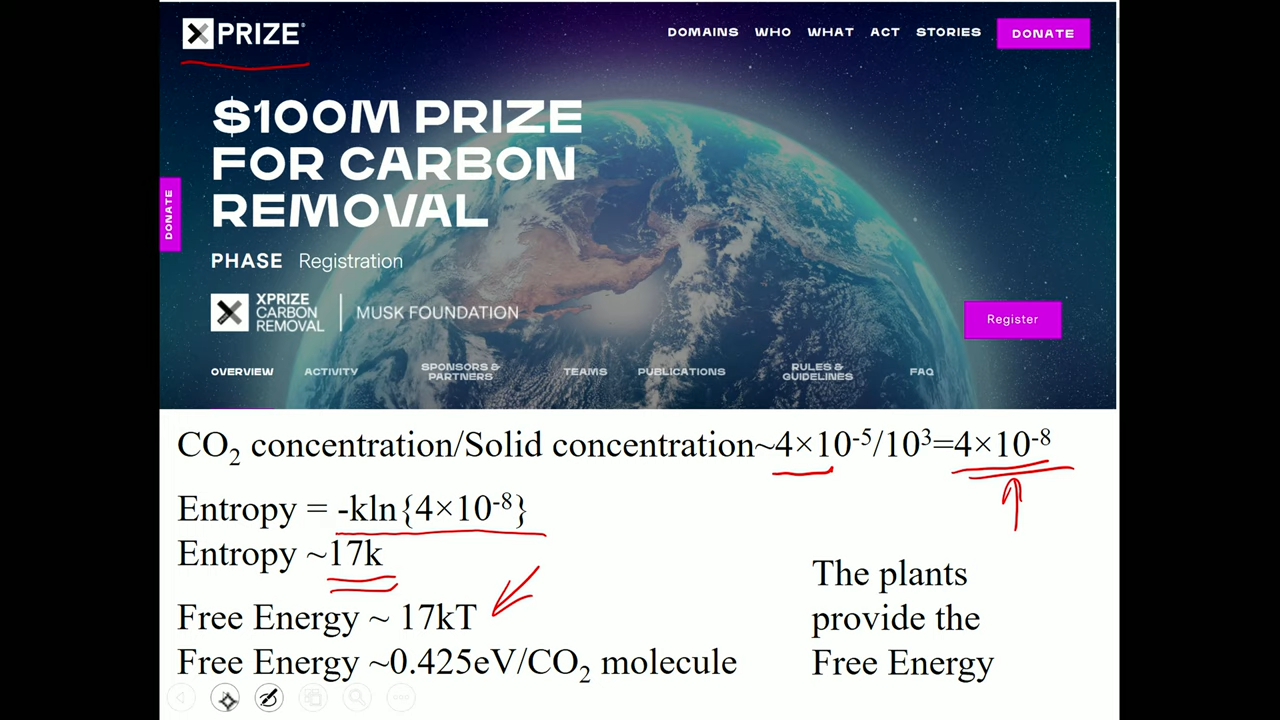 XPRIZE®
DOMAINS WHO WHAT ACT STORIES DONATE
$100M PRIZE
FOR CARBON
REMOVAL
DONATE
PHASE Registration
XPRIZE
CARBON
REMOVAL
MUSK FOUNDATION
Register
OVERVIEW ACTIVITY SPONSORS & PARTNERS TEAMS PUBLICATIONS RULES & GUIDELINES FAQ
CO₂ concentration/Solid concentration~4×10⁻⁵/10³=4×10⁻⁸
Entropy = -kln{4×10⁻⁸}
Entropy ~17k
Free Energy ~ 17kT
Free Energy ~0.425eV/CO₂ molecule
The plants
provide the
Free Energy